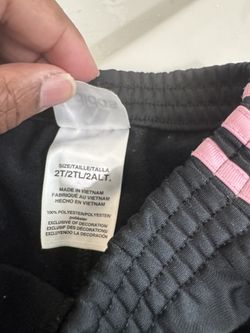 SIZE/TAILLE/TALLA
2T/2TL/2ALT.
MADE IN VIETNAM
FABRIQUÉ AU VIETNAM
HECHO EN VIETNAM
100% POLYESTER/POLYESTER/
poliéster
EXCLUSIVE OF DECORATION/
EXCLUSIF DES DÉCORATIONS/
EXCLUYENDO LA DECORACIÓN